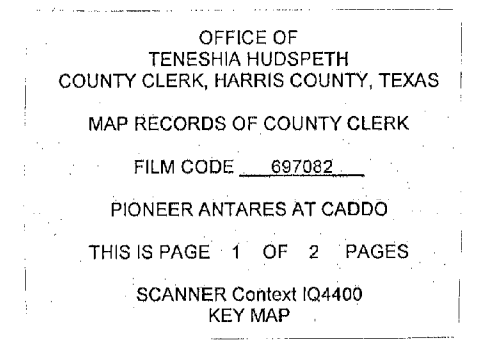 OFFICE OF
TENESHIA HUDSPETH
COUNTY CLERK, HARRIS COUNTY, TEXAS
MAP RECORDS OF COUNTY CLERK
FILM CODE 697082
PIONEER ANTARES AT CADDO
THIS IS PAGE 1 OF 2 PAGES
SCANNER Context IQ4400
KEY MAP